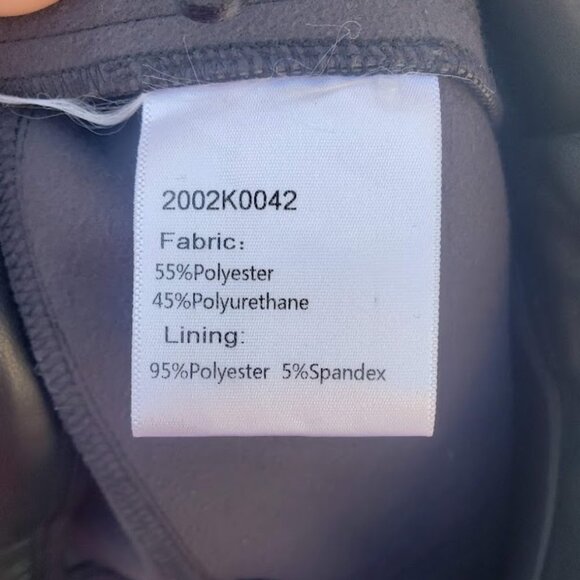 2002K0042
Fabric:
55%Polyester
45%Polyurethane
Lining:
95%Polyester 5%Spandex